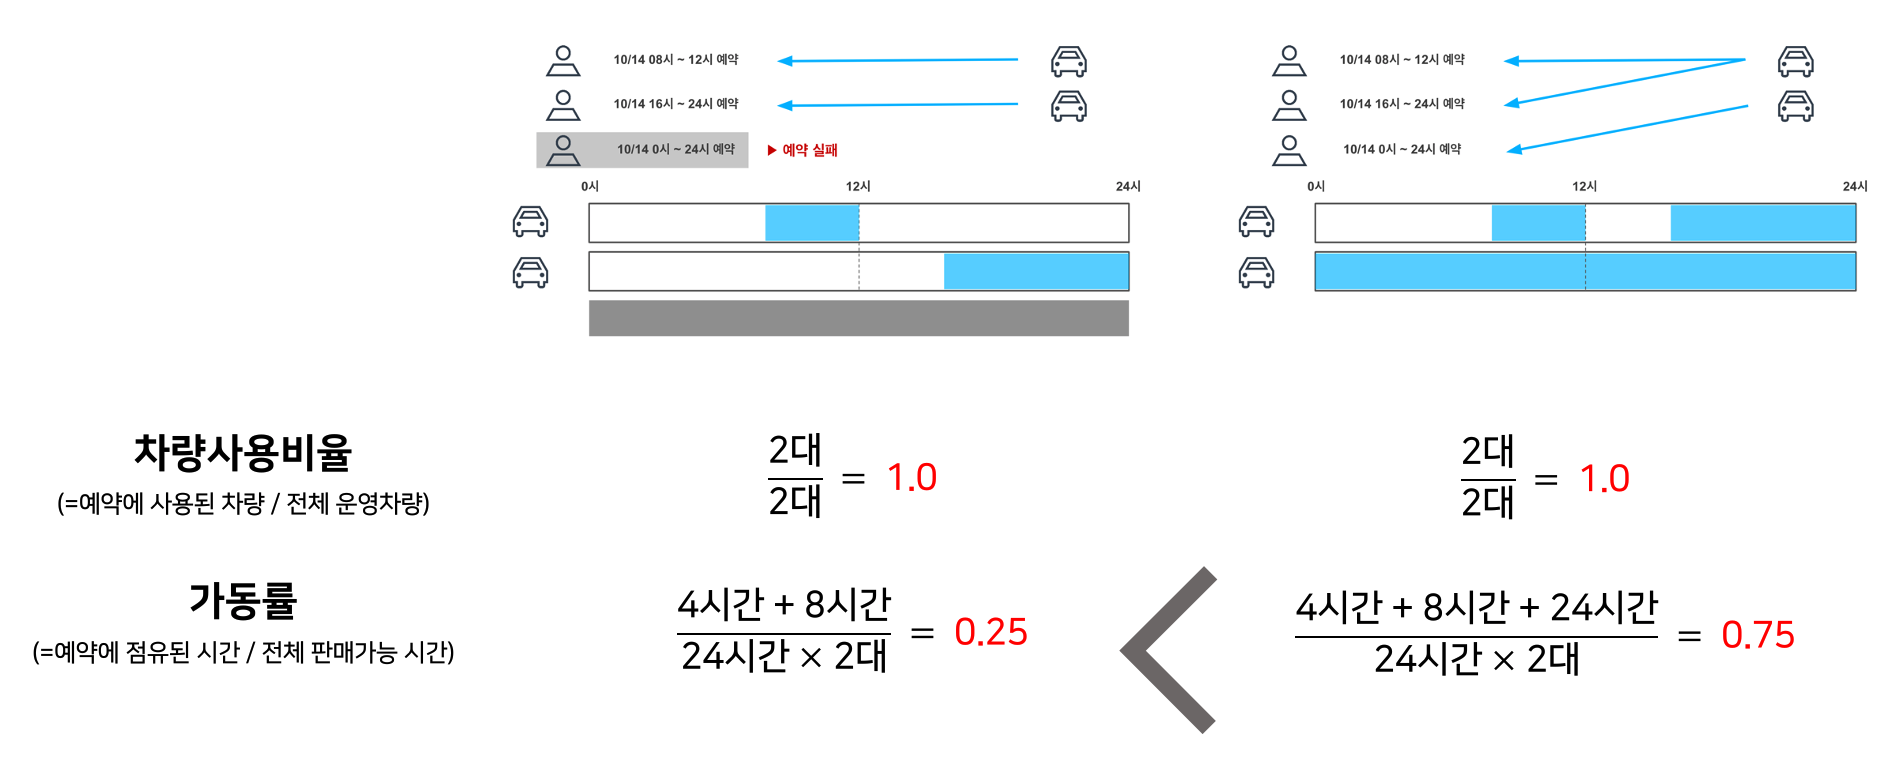 10/14 08시 ~ 12시 예약
10/14 16시 ~ 24시 예약
10/14 0시 ~ 24시 예약
▶ 예약 실패
0시
12시
24시
10/14 08시 ~ 12시 예약
10/14 16시 ~ 24시 예약
10/14 0시 ~ 24시 예약
0시
12시
24시
차량사용비율
(=예약에 사용된 차량 / 전체 운영차량)
2대
2대
= 1.0
2대
2대
= 1.0
가동률
(=예약에 점유된 시간 / 전체 판매가능 시간)
4시간 + 8시간
24시간 × 2대
= 0.25
4시간 + 8시간 + 24시간
24시간 × 2대
= 0.75